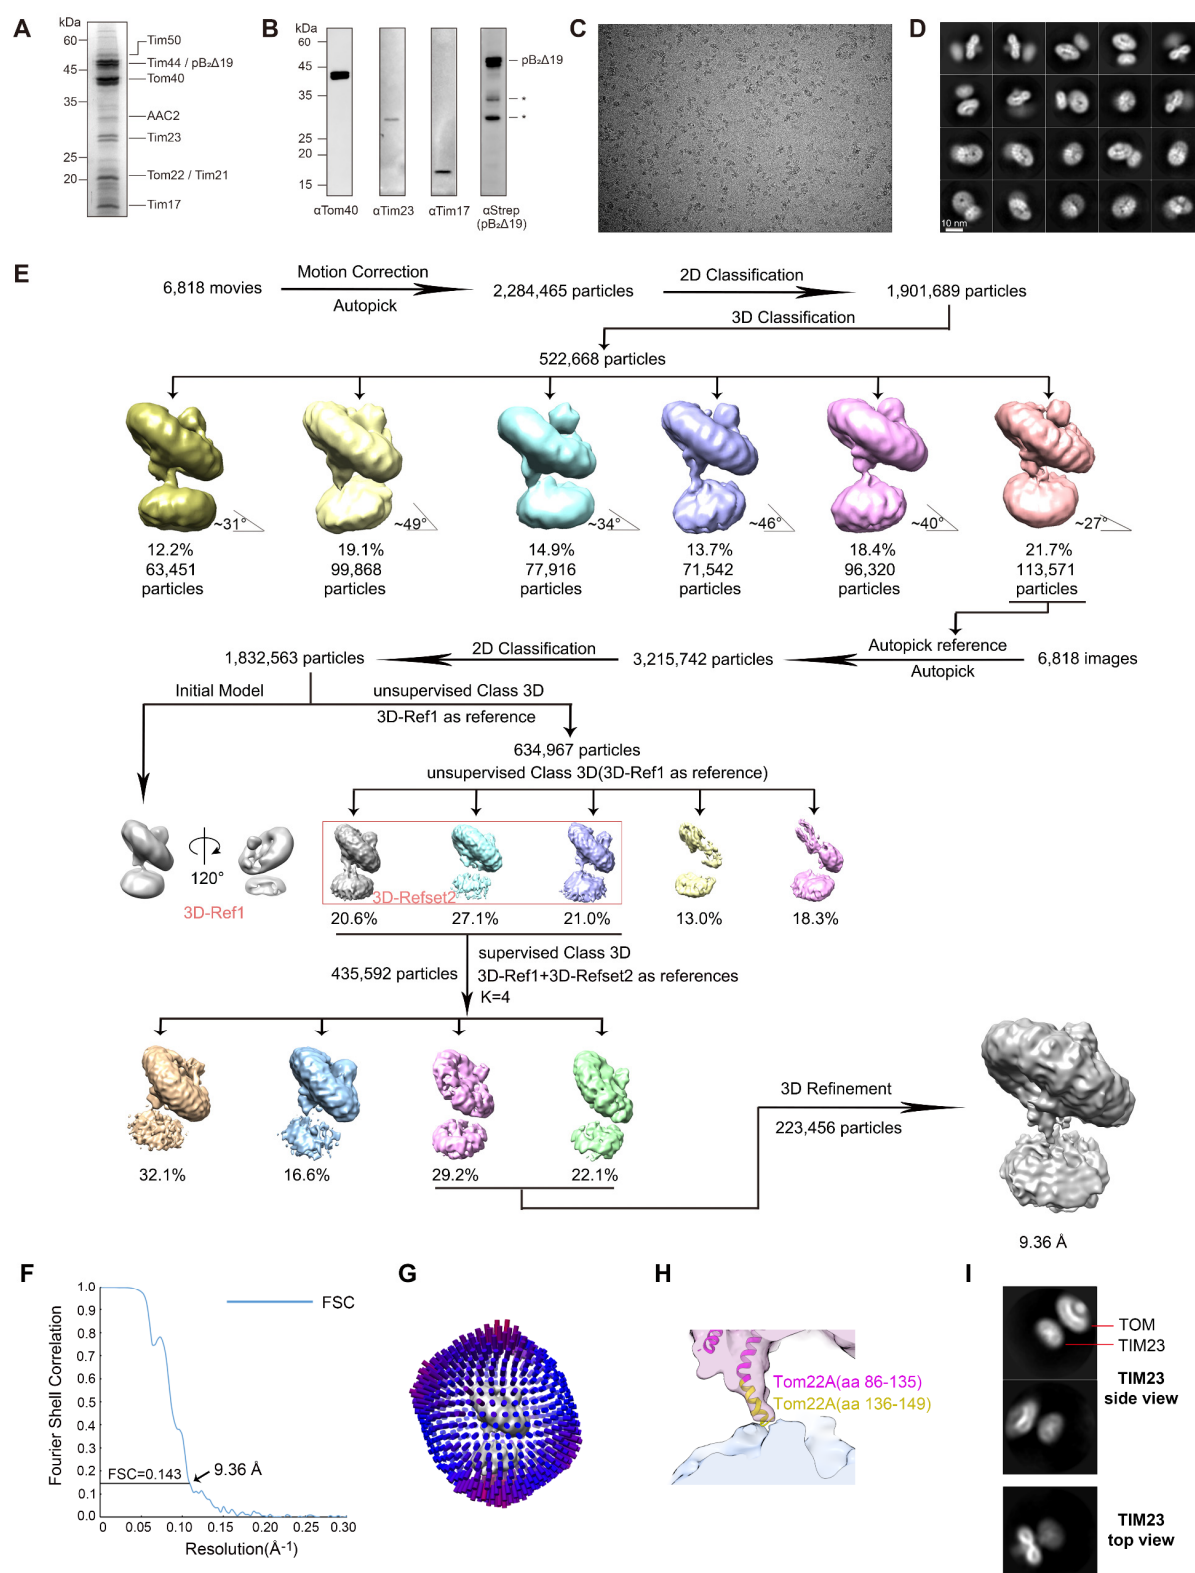 A
kDa
60
45
35
25
20
Tim50
Tim44 / pB₂Δ19
Tom40
AAC2
Tim23
Tom22 / Tim21
Tim17
B
kDa
60
45
35
25
20
15
pB₂Δ19
*
*
αTom40
αTim23
αTim17
αStrep
(pB₂Δ19)
C
D
10 nm
E
6,818 movies
Motion Correction
Autopick
2,284,465 particles
2D Classification
1,901,689 particles
3D Classification
522,668 particles
~31°
~49°
~34°
~46°
~40°
~27°
12.2%
63,451
particles
19.1%
99,868
particles
14.9%
77,916
particles
13.7%
71,542
particles
18.4%
96,320
particles
21.7%
113,571
particles
Autopick reference
6,818 images
Autopick
3,215,742 particles
2D Classification
1,832,563 particles
Initial Model
unsupervised Class 3D
3D-Ref1 as reference
634,967 particles
unsupervised Class 3D(3D-Ref1 as reference)
120°
3D-Ref1
3D-Refset2
20.6%
27.1%
21.0%
13.0%
18.3%
435,592 particles
supervised Class 3D
3D-Ref1+3D-Refset2 as references
K=4
32.1%
16.6%
29.2%
22.1%
3D Refinement
223,456 particles
9.36 Å
F
Fourier Shell Correlation
1.0
0.9
0.8
0.7
0.6
0.5
0.4
0.3
0.2
0.1
0.0
FSC
FSC=0.143
9.36 Å
0
0.05
0.10
0.15
0.20
0.25
0.30
Resolution(Å⁻¹)
G
H
Tom22A(aa 86-135)
Tom22A(aa 136-149)
I
TOM
TIM23
TIM23
side view
TIM23
top view